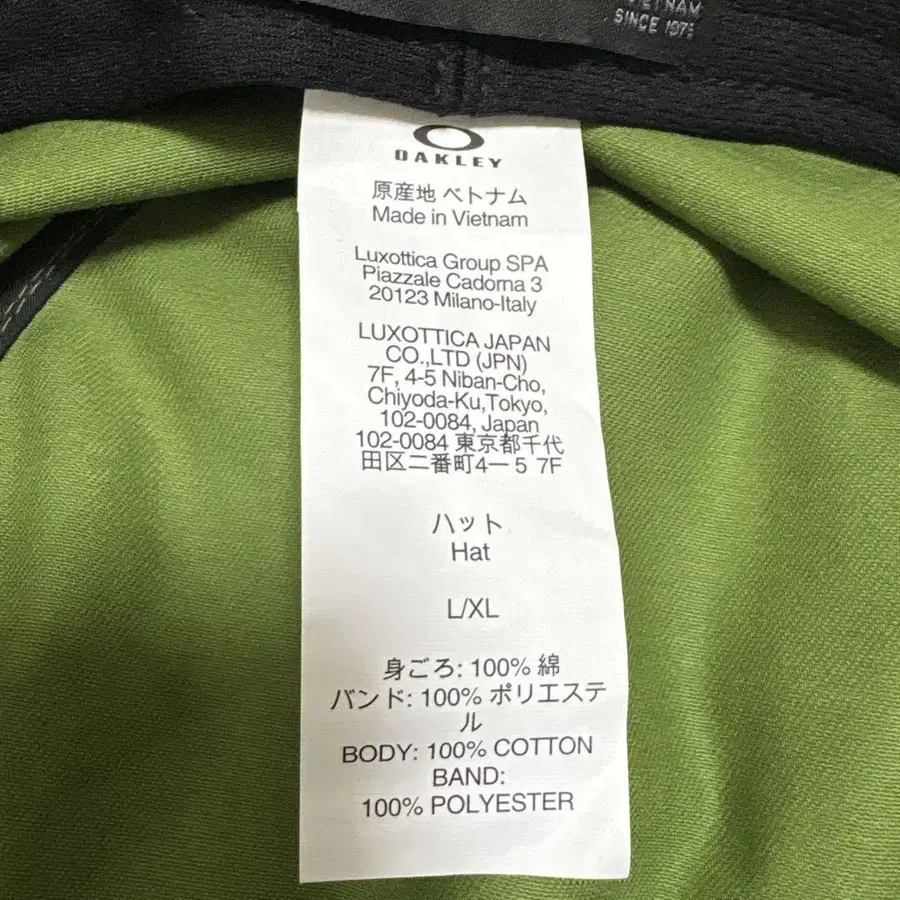 VIETNAM
SINCE 1975
OAKLEY
原産地 ベトナム
Made in Vietnam
Luxottica Group SPA
Piazzale Cadorna 3
20123 Milano-Italy
LUXOTTICA JAPAN
CO.,LTD (JPN)
7F, 4-5 Niban-Cho,
Chiyoda-Ku,Tokyo,
102-0084, Japan
102-0084 東京都千代
田区二番町4ー5 7F
ハット
Hat
L/XL
身ごろ: 100% 綿
バンド: 100% ポリエステ
ル
BODY: 100% COTTON
BAND:
100% POLYESTER